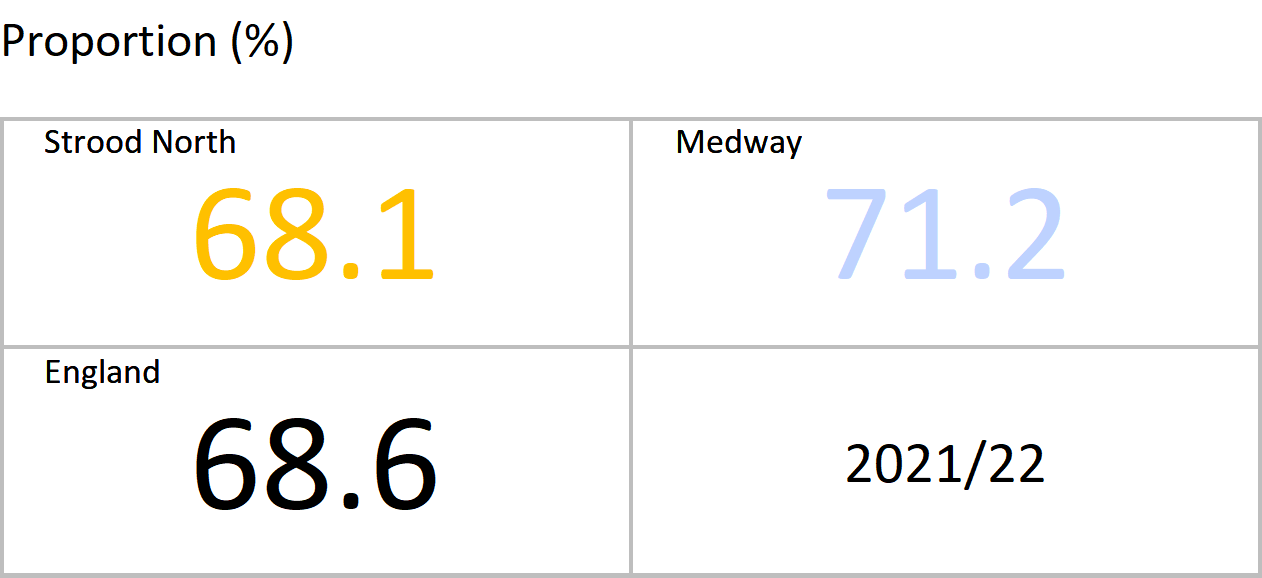 Proportion (%)
Strood North
68.1
Medway
71.2
England
68.6
2021/22